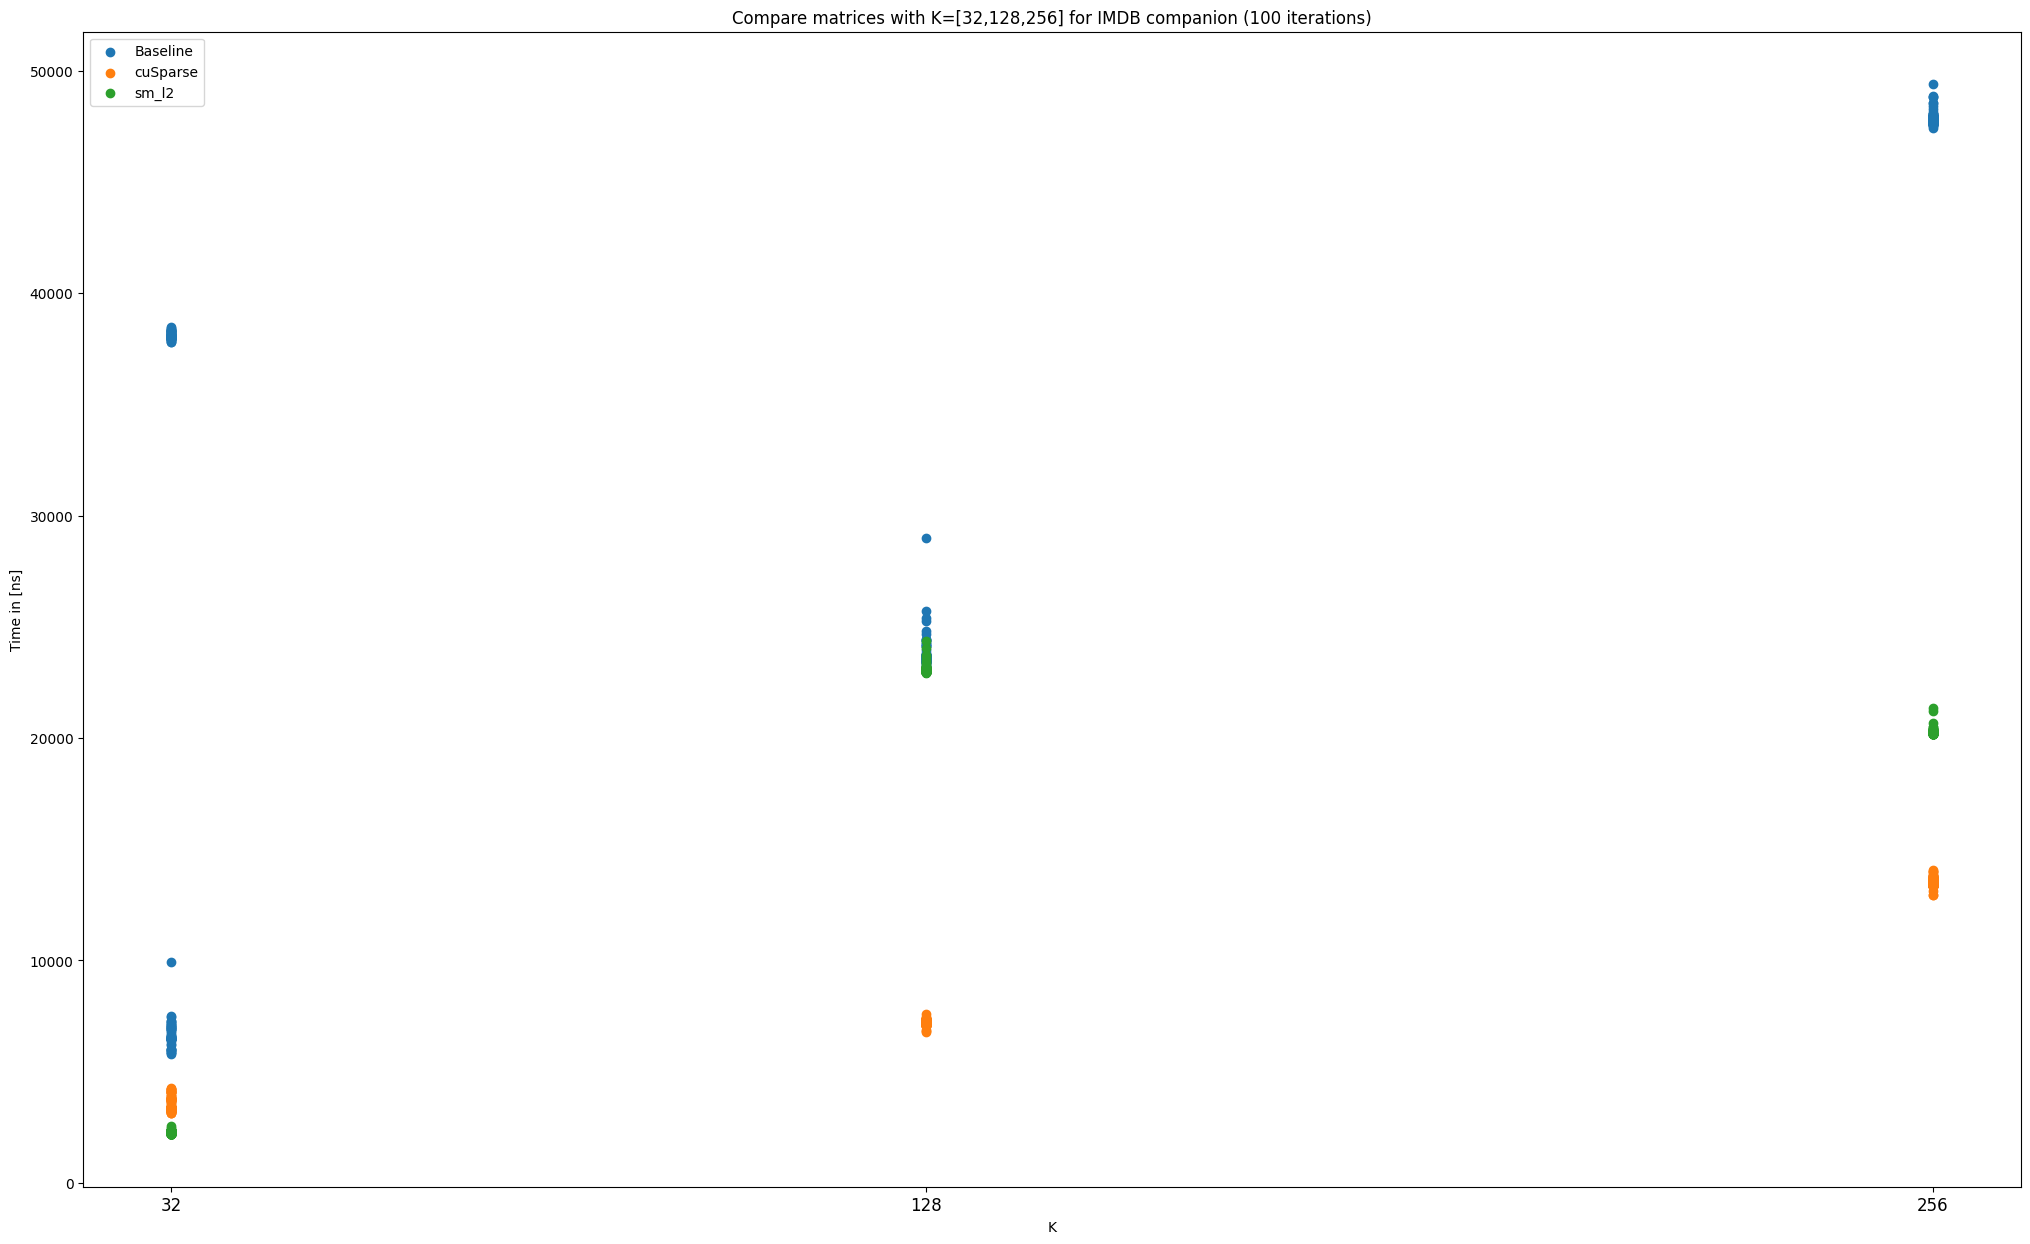 Compare matrices with K=[32,128,256] for IMDB companion (100 iterations)
Baseline
cuSparse
sm_l2
50000
40000
30000
20000
10000
0
Time in [ns]
32
128
256
K